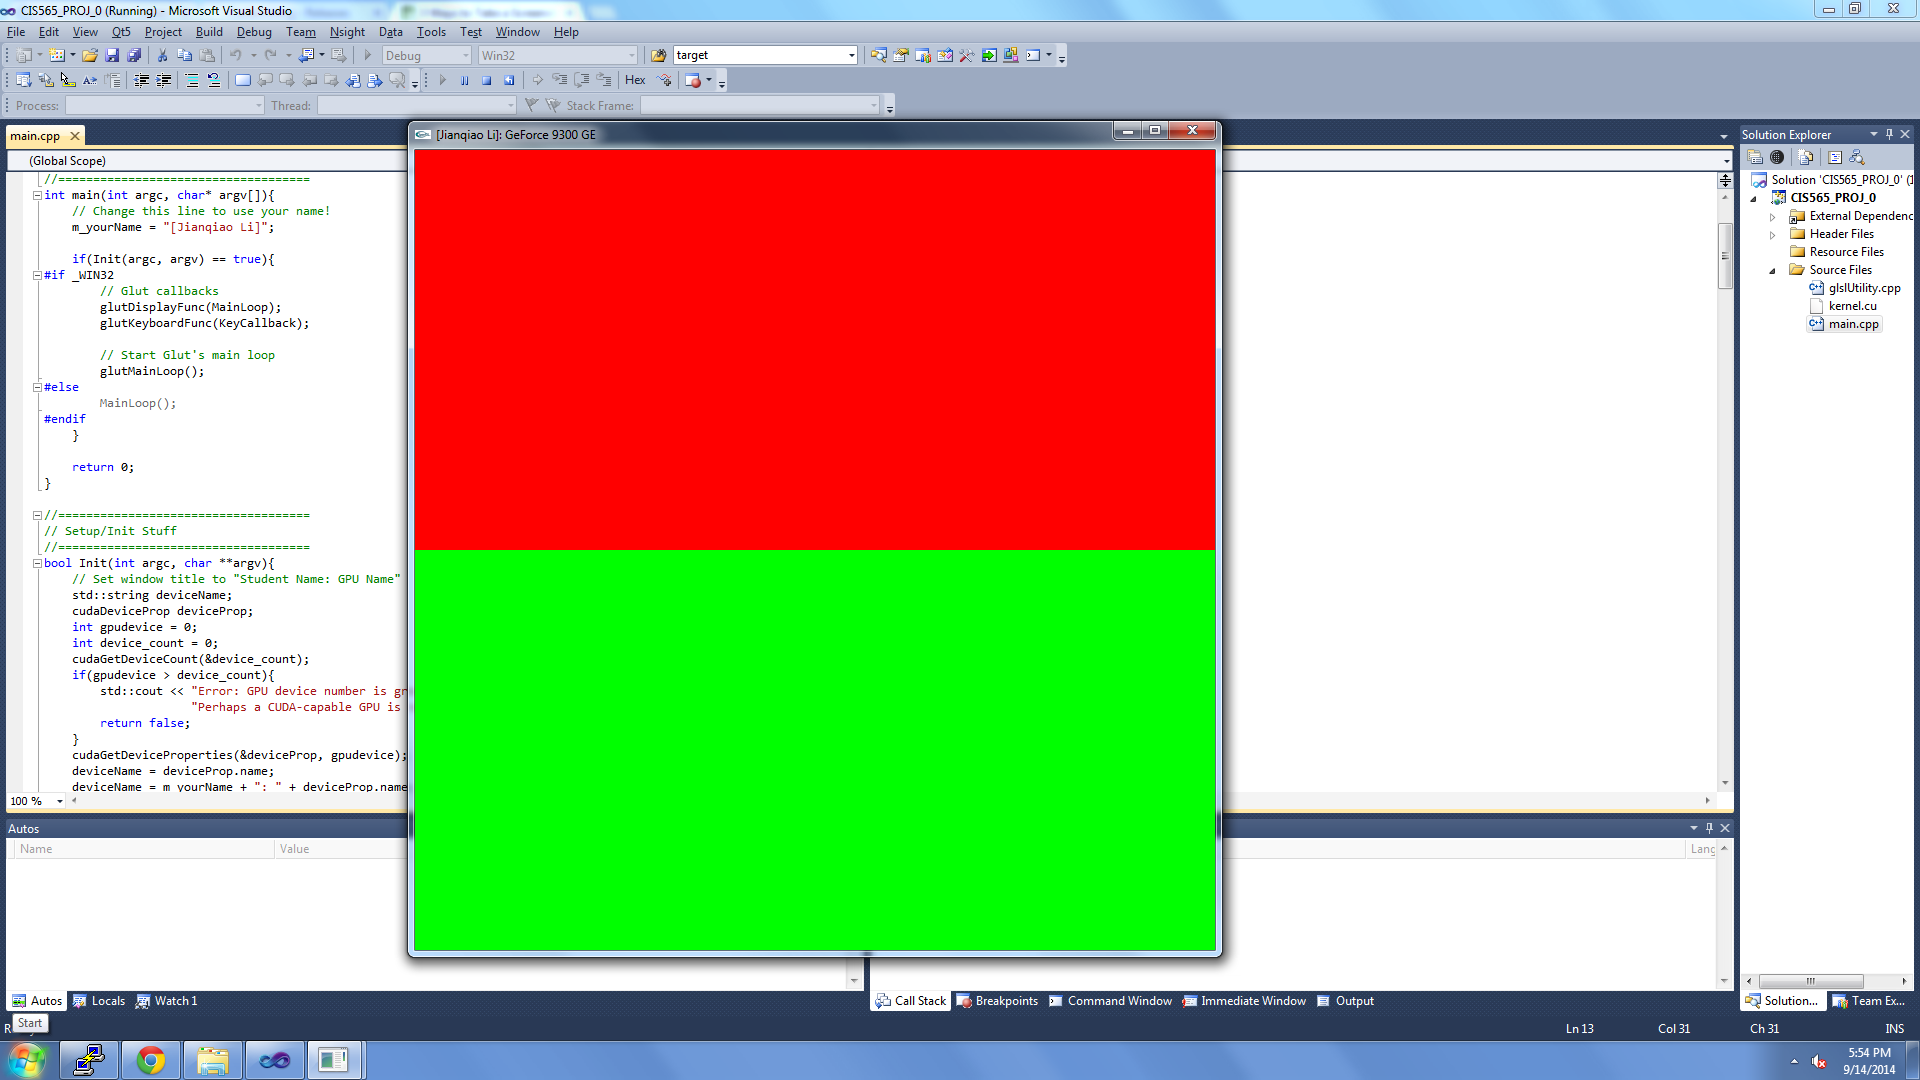 CIS565_PROJ_0 (Running) - Microsoft Visual Studio
File Edit View Qt5 Project Build Debug Team Nsight Data Tools Test Window Help
Debug Win32 target
Hex
Process: Thread: Stack Frame:
main.cpp
(Global Scope)
//====================================
int main(int argc, char* argv[]){
// Change this line to use your name!
m_yourName = "[Jianqiao Li]";
if(Init(argc, argv) == true){
#if _WIN32
// Glut callbacks
glutDisplayFunc(MainLoop);
glutKeyboardFunc(KeyCallback);
// Start Glut's main loop
glutMainLoop();
#else
MainLoop();
#endif
}
return 0;
}
//====================================
// Setup/Init Stuff
//====================================
bool Init(int argc, char **argv){
// Set window title to "Student Name: GPU Name"
std::string deviceName;
cudaDeviceProp deviceProp;
int gpudevice = 0;
int device_count = 0;
cudaGetDeviceCount(&device_count);
if(gpudevice > device_count){
std::cout << "Error: GPU device number is gr
"Perhaps a CUDA-capable GPU is
return false;
}
cudaGetDeviceProperties(&deviceProp, gpudevice);
deviceName = deviceProp.name;
deviceName = m_yourName + ": " + deviceProp.name
100 %
[Jianqiao Li]: GeForce 9300 GE
Solution Explorer
Solution 'CIS565_PROJ_0' (1
CIS565_PROJ_0
External Dependenc
Header Files
Resource Files
Source Files
glslUtility.cpp
kernel.cu
main.cpp
Autos
Name Value Lang
Autos Locals Watch 1
Call Stack Breakpoints Command Window Immediate Window Output
Solution... Team Ex...
Start
Ln 13 Col 31 Ch 31 INS
5:54 PM
9/14/2014